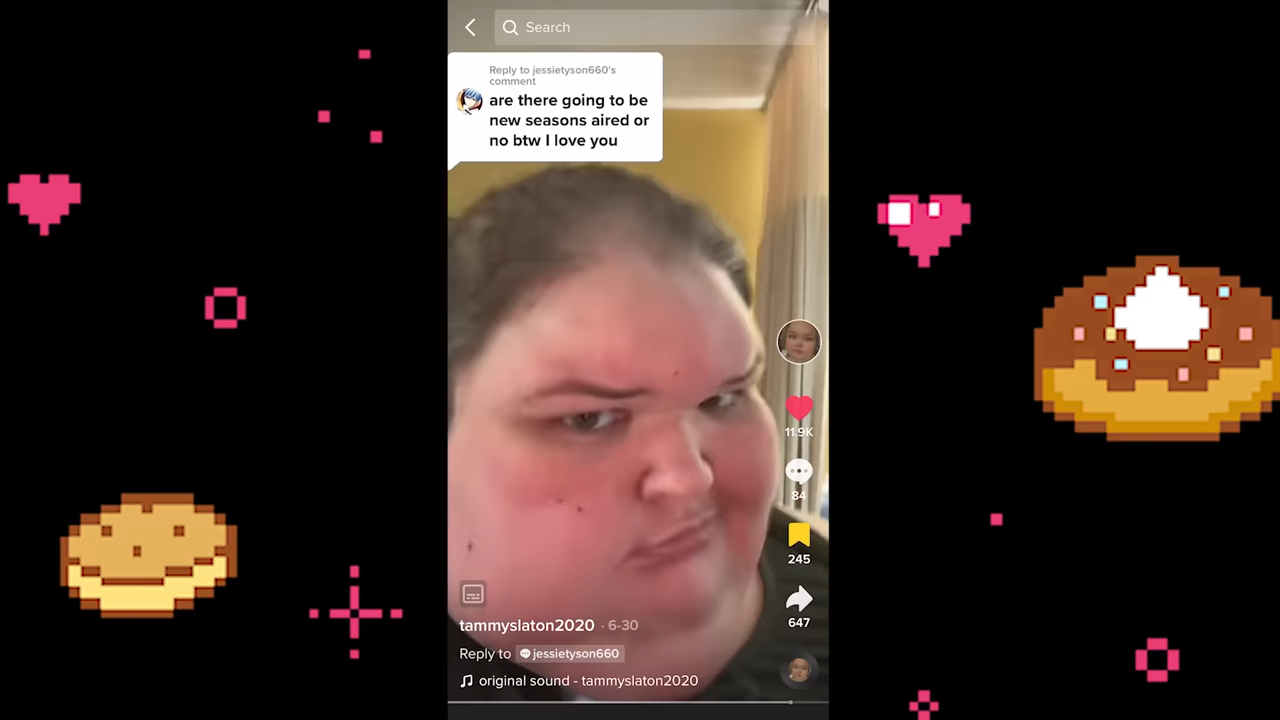 Search
Reply to jessietyson660's
comment
are there going to be
new seasons aired or
no btw I love you
11.9K
84
245
647
tammyslaton2020 · 6-30
Reply to jessietyson660
original sound - tammyslaton2020